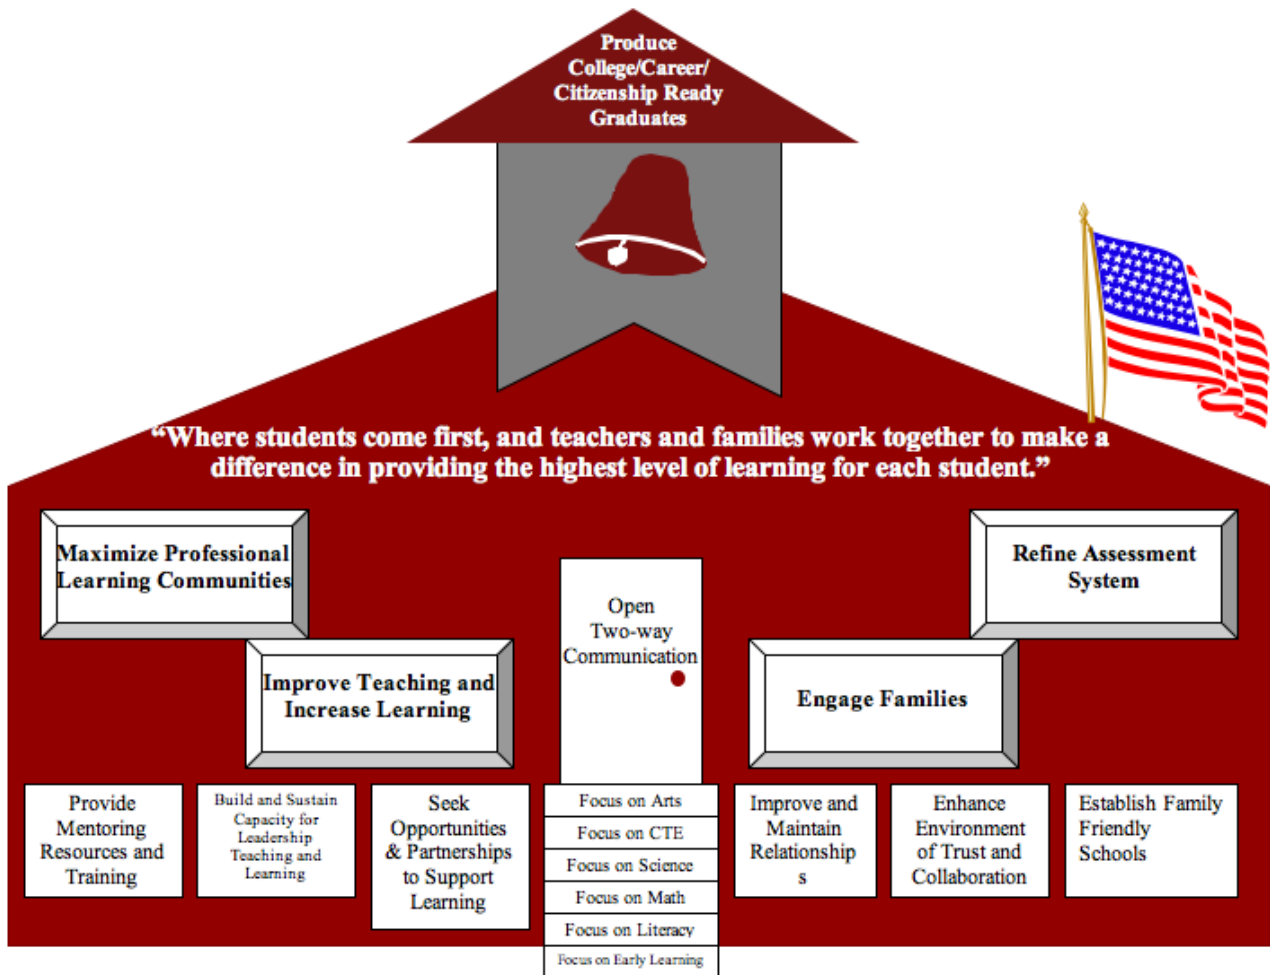 Produce
College/Career/
Citizenship Ready
Graduates
“Where students come first, and teachers and families work together to make a
difference in providing the highest level of learning for each student.”
Maximize Professional
Learning Communities
Refine Assessment
System
Open
Two-way
Communication
Improve Teaching and
Increase Learning
Engage Families
Provide
Mentoring
Resources and
Training
Build and Sustain
Capacity for
Leadership
Teaching and
Learning
Seek
Opportunities
& Partnerships
to Support
Learning
Focus on Arts
Focus on CTE
Focus on Science
Focus on Math
Focus on Literacy
Focus on Early Learning
Improve and
Maintain
Relationship
s
Enhance
Environment
of Trust and
Collaboration
Establish Family
Friendly
Schools